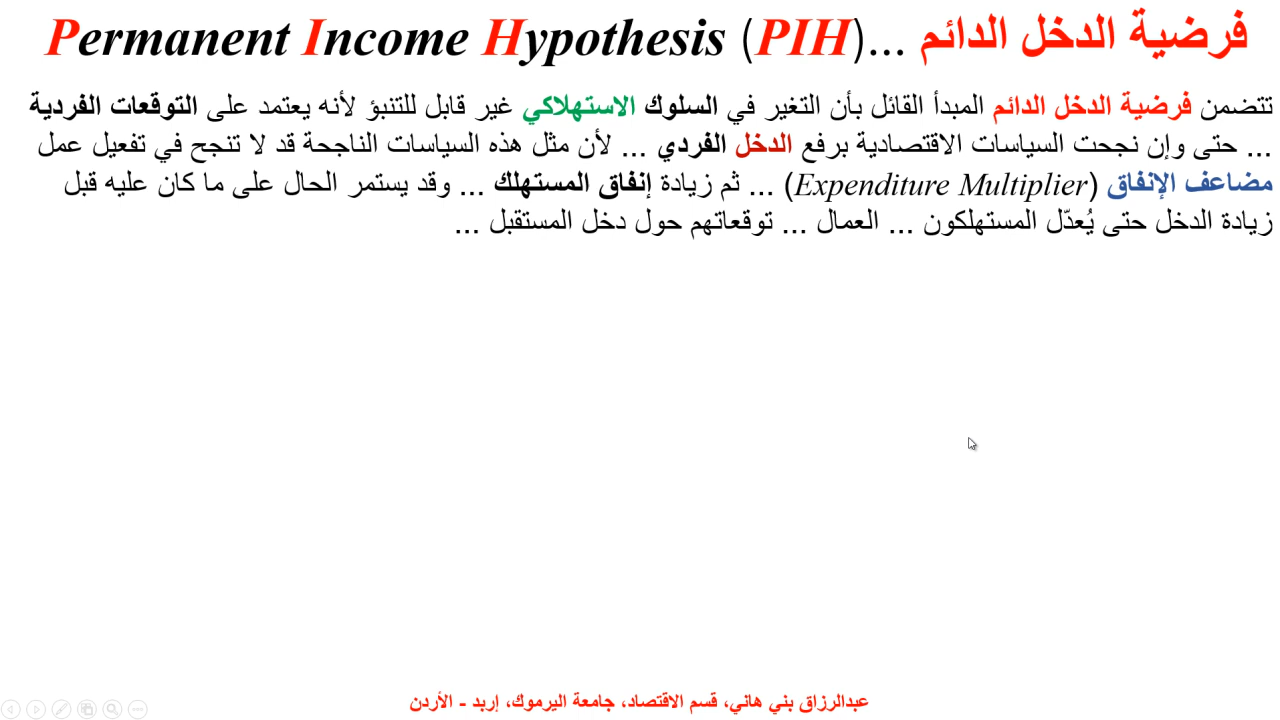 فرضية الدخل الدائم ...(PIH) Permanent Income Hypothesis
تتضمن فرضية الدخل الدائم المبدأ القائل بأن التغير في السلوك الاستهلاكي غير قابل للتنبؤ لأنه يعتمد على التوقعات الفردية
... حتى وإن نجحت السياسات الاقتصادية برفع الدخل الفردي ... لأن مثل هذه السياسات الناجحة قد لا تنجح في تفعيل عمل
مضاعف الإنفاق (Expenditure Multiplier) ... ثم زيادة إنفاق المستهلك ... وقد يستمر الحال على ما كان عليه قبل
زيادة الدخل حتى يُعدّل المستهلكون ... العمال ... توقعاتهم حول دخل المستقبل ...
عبدالرزاق بني هاني، قسم الاقتصاد، جامعة اليرموك، إربد - الأردن